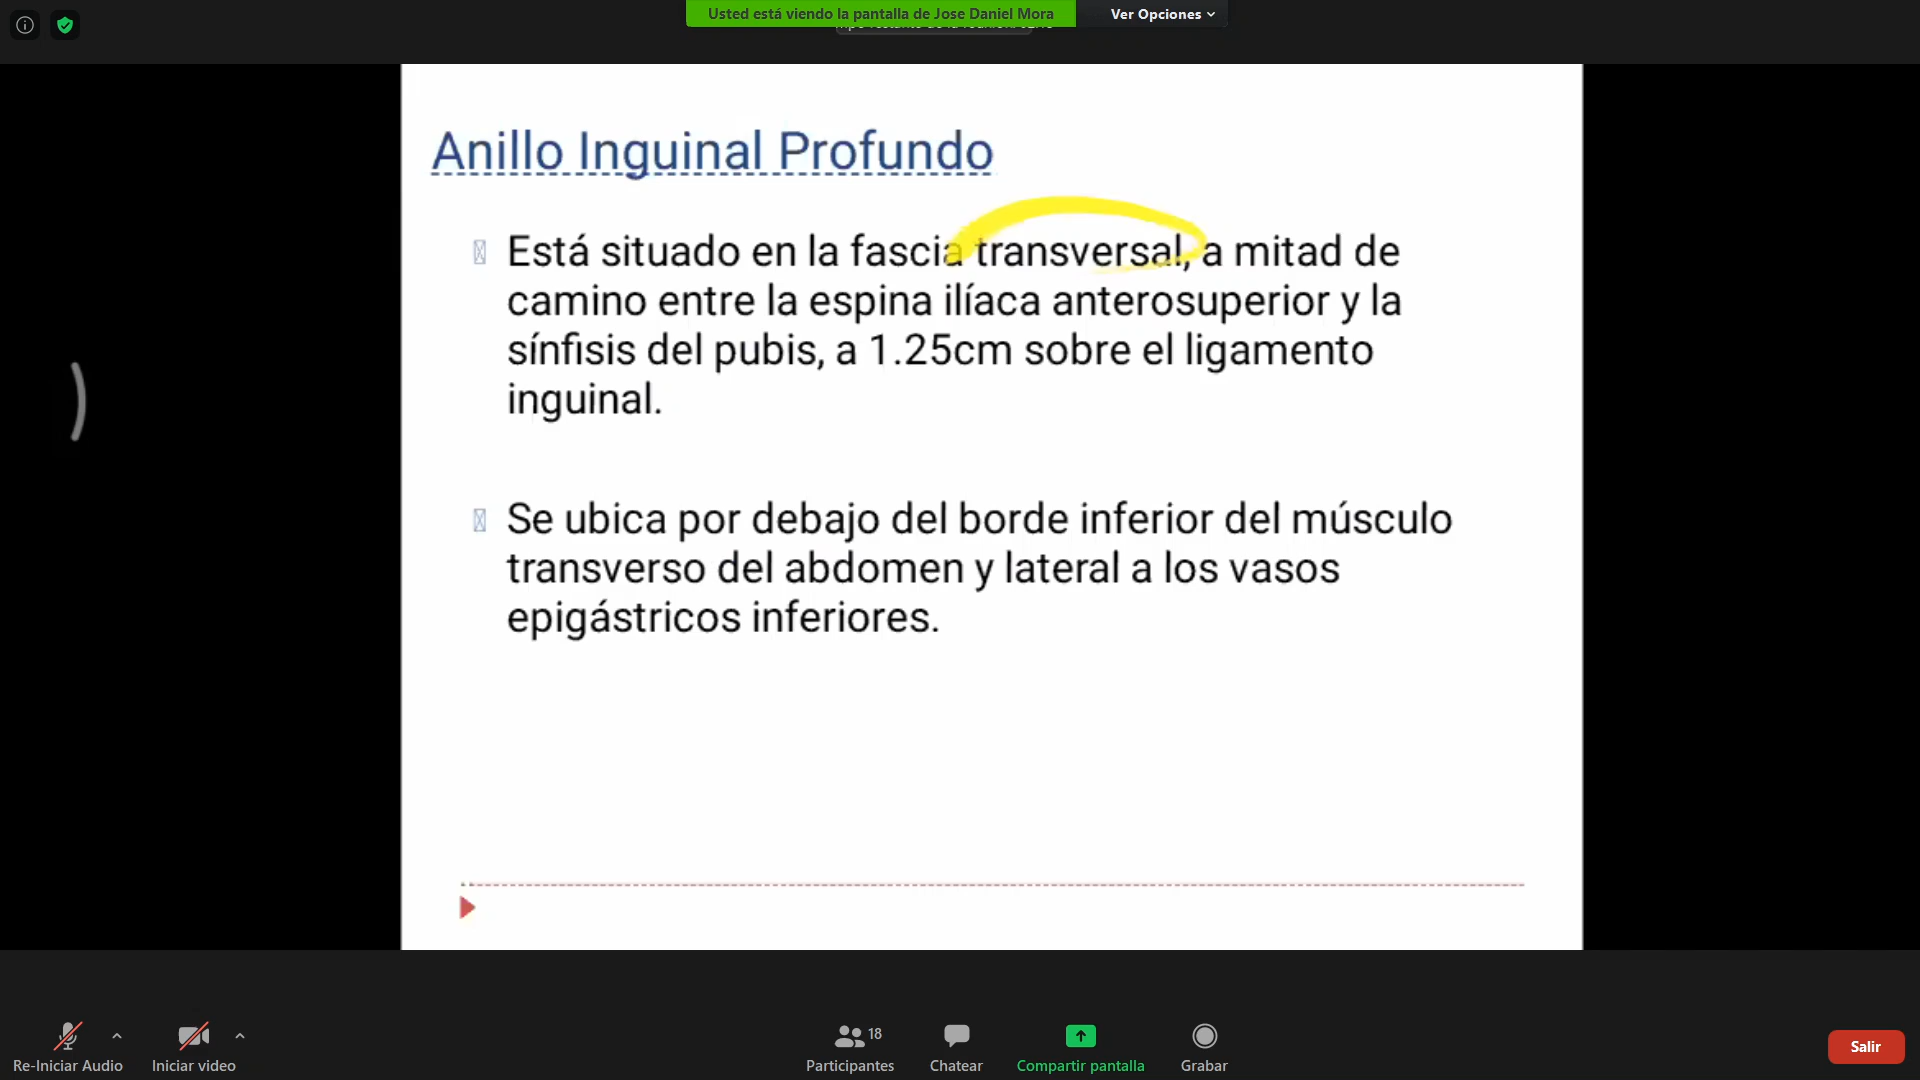 Usted está viendo la pantalla de Jose Daniel Mora
Ver Opciones
Anillo Inguinal Profundo
Está situado en la fascia transversal, a mitad de
camino entre la espina ilíaca anterosuperior y la
sínfisis del pubis, a 1.25cm sobre el ligamento
inguinal.
Se ubica por debajo del borde inferior del músculo
transverso del abdomen y lateral a los vasos
epigástricos inferiores.
Re-Iniciar Audio
Iniciar video
18
Participantes
Chatear
Compartir pantalla
Grabar
Salir